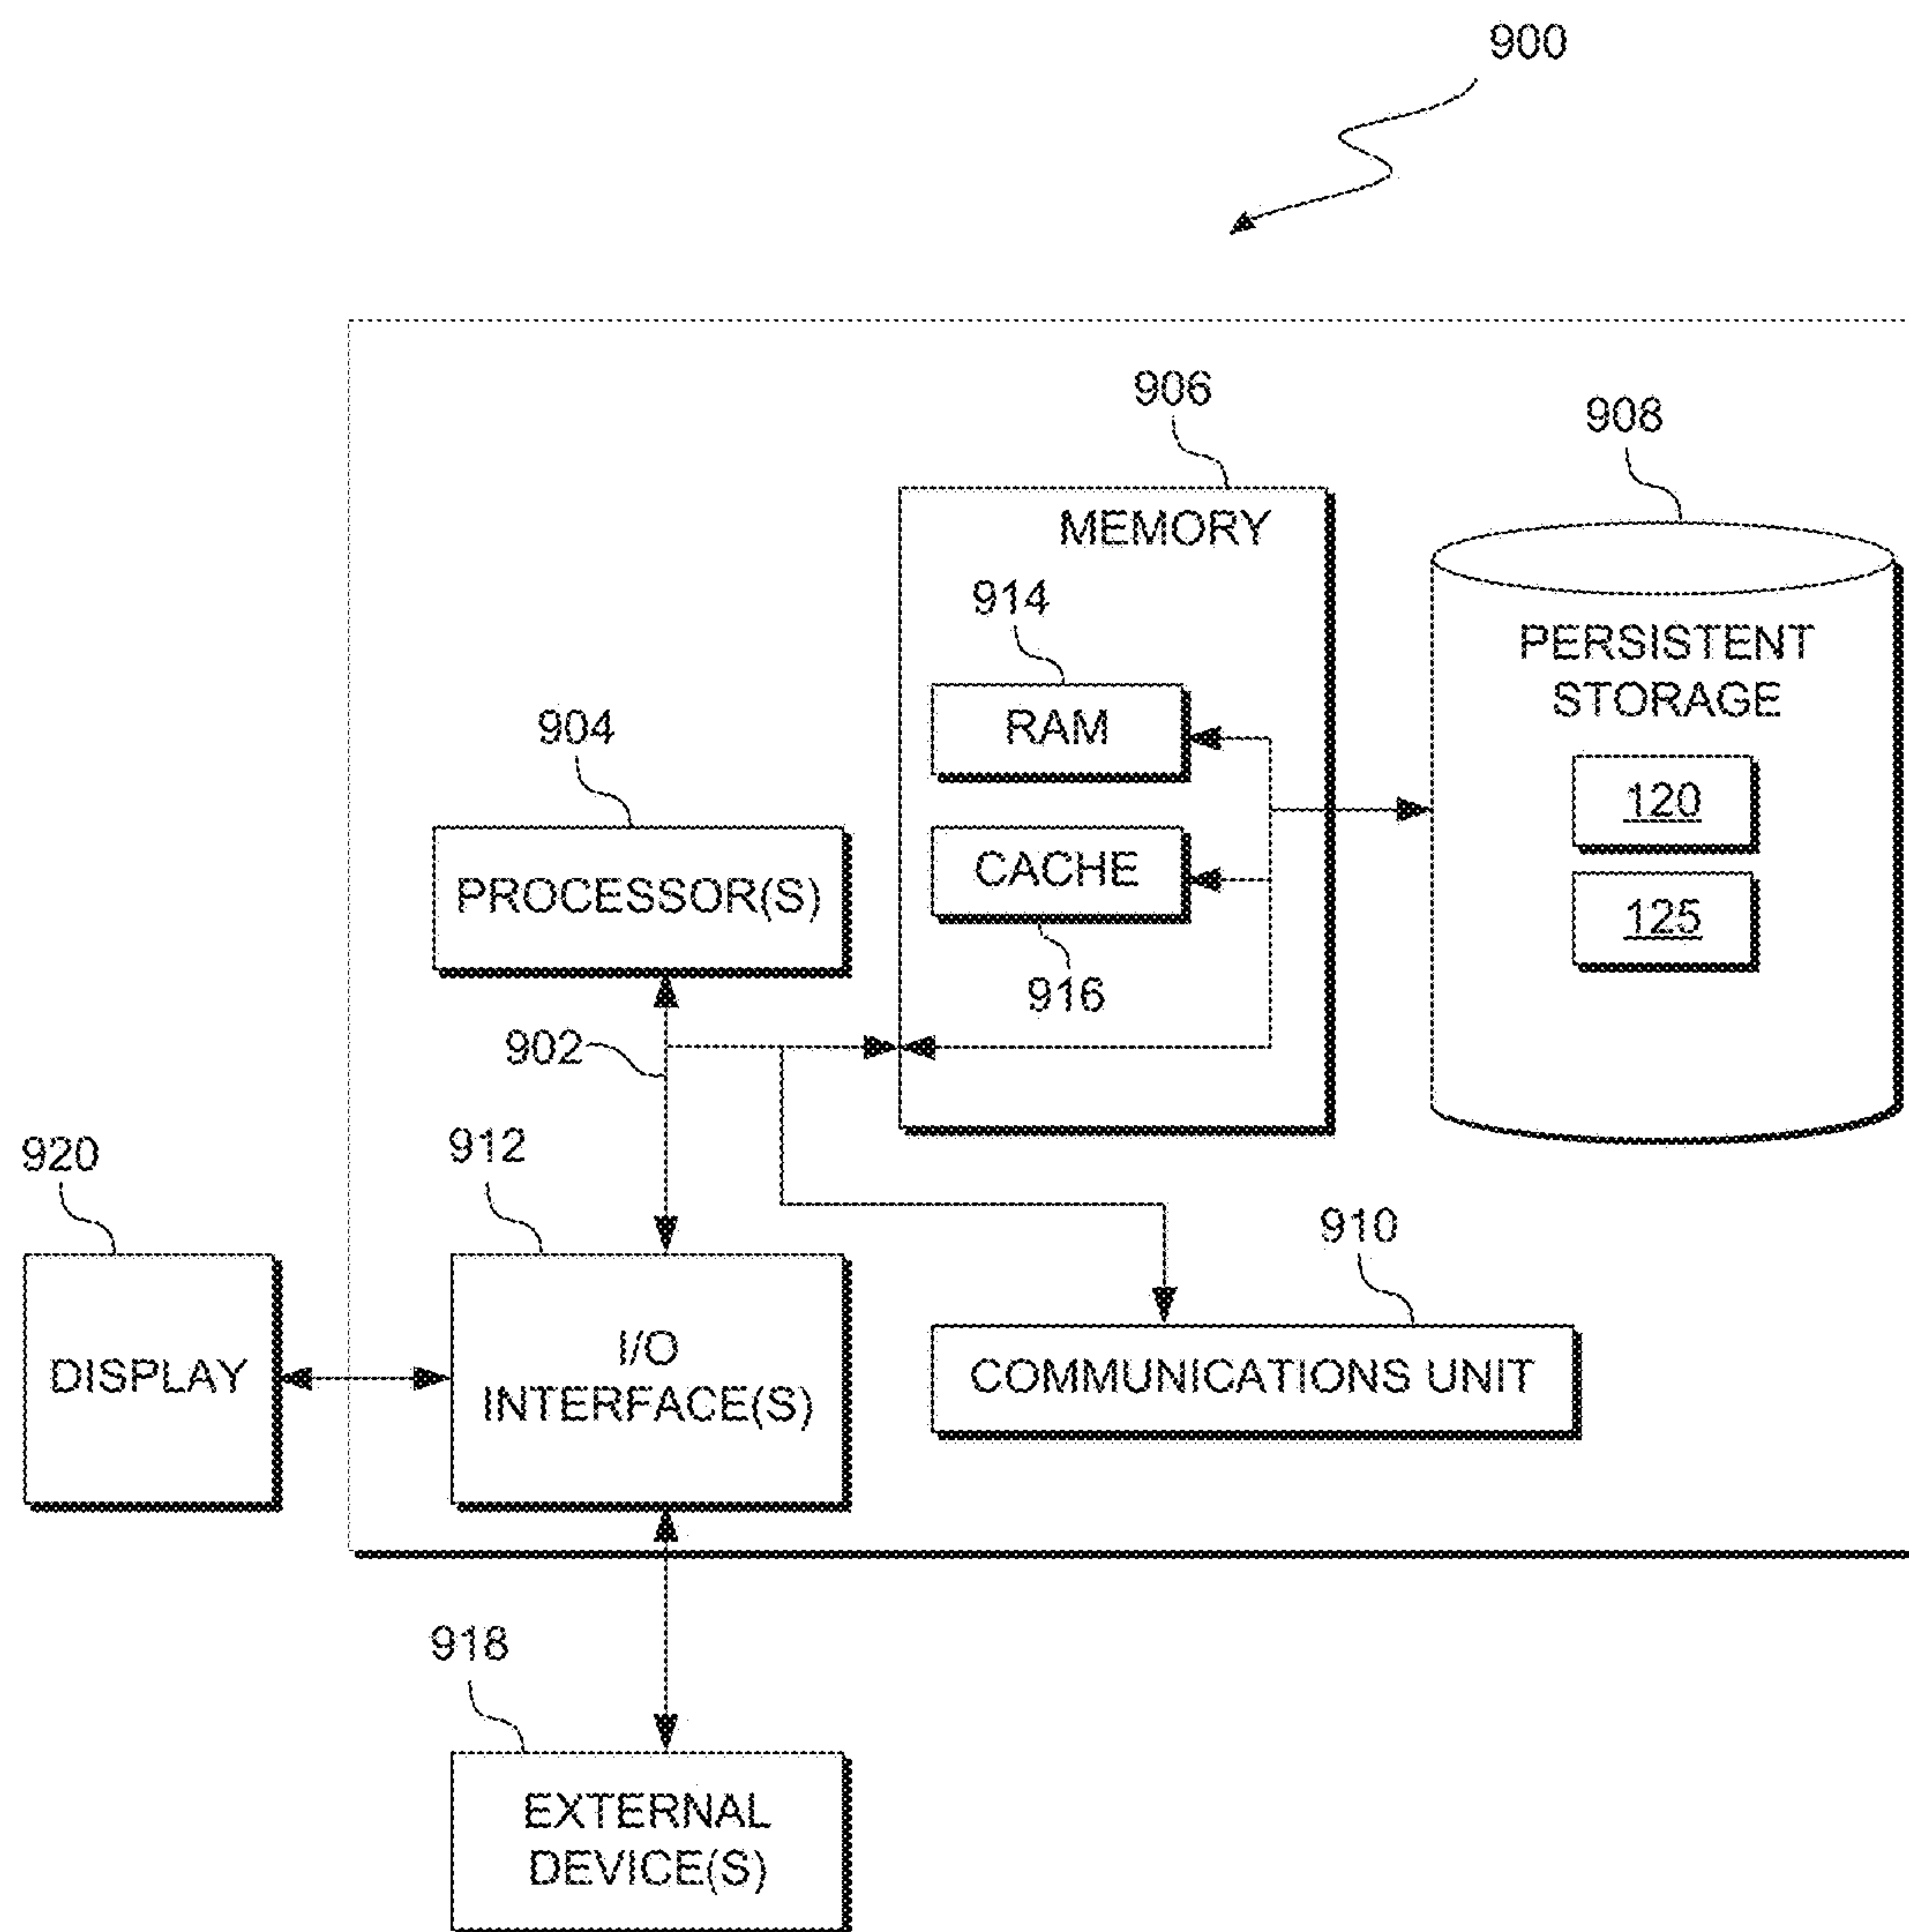 900
906
908
MEMORY
914
RAM
PERSISTENT
STORAGE
904
120
PROCESSOR(S)
CACHE
125
916
902
912
920
910
I/O
INTERFACE(S)
DISPLAY
COMMUNICATIONS UNIT
918
EXTERNAL
DEVICE(S)